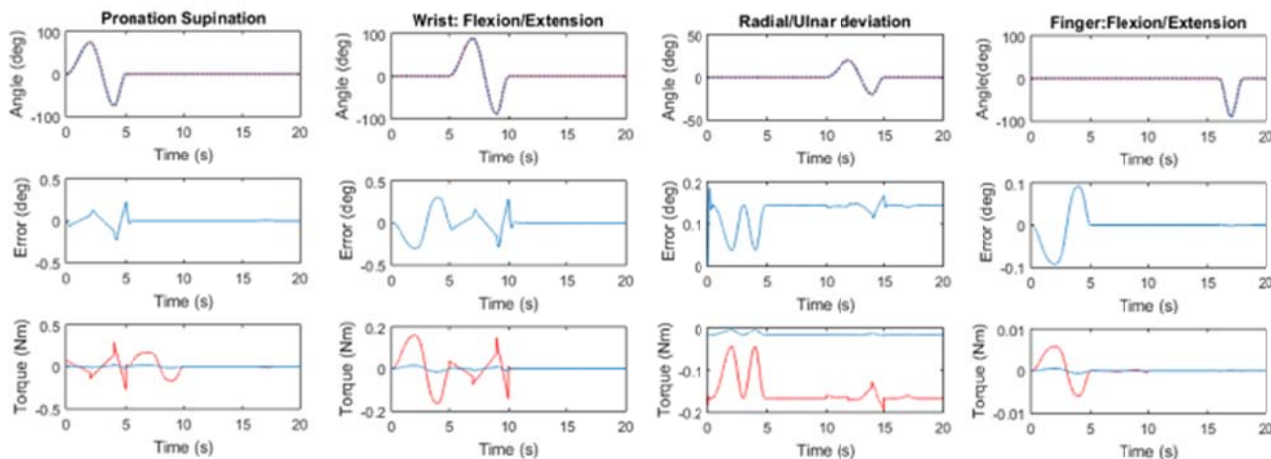 Pronation Supination
Wrist: Flexion/Extension
Radial/Ulnar deviation
Finger:Flexion/Extension
Angle (deg)
100
0
-100
0 5 10 15 20
Time (s)
Angle (deg)
100
0
-100
0 5 10 15 20
Time (s)
Angle (deg)
50
0
-50
0 5 10 15 20
Time (s)
Angle(deg)
100
0
-100
0 5 10 15 20
Time (s)
Error (deg)
0.5
0
-0.5
0 5 10 15 20
Time (s)
Error (deg)
0.5
0
-0.5
0 5 10 15 20
Time (s)
Error (deg)
0.2
0.1
0
0 5 10 15 20
Time (s)
Error (deg)
0.1
0
-0.1
0 5 10 15 20
Time (s)
Torque (Nm)
0.5
0
-0.5
0 5 10 15 20
Time (s)
Torque (Nm)
0.2
0
-0.2
0 5 10 15 20
Time (s)
Torque (Nm)
0
-0.1
-0.2
0 5 10 15 20
Time (s)
Torque (Nm)
0.01
0
-0.01
0 5 10 15 20
Time (s)